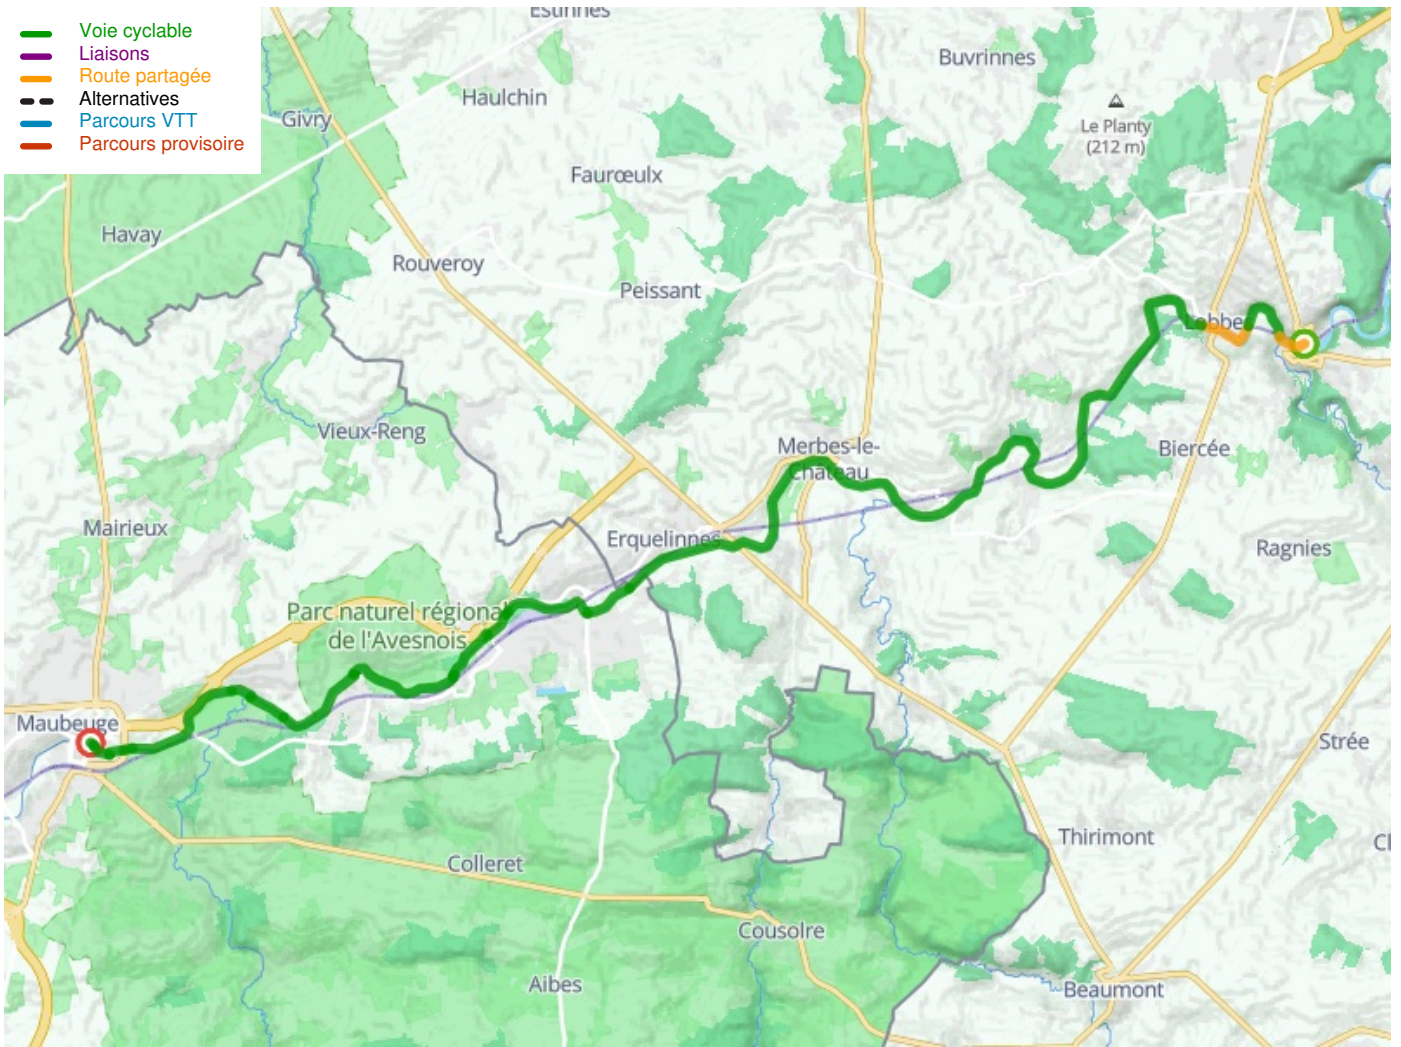 Voie cyclable
Liaisons
Route partagée
Alternatives
Parcours VTT
Parcours provisoire
Estinnes
Buvrinnes
Haulchin
Givry
Le Planty
(212 m)
Faurœulx
Havay
Rouveroy
Peissant
Lobbes
Vieux-Reng
Merbes-le-
Château
Biercée
Mairieux
Erquelinnes
Ragnies
Parc naturel régional
de l'Avesnois
Maubeuge
Strée
Thirimont
Colleret
Cousolre
Aibes
Beaumont